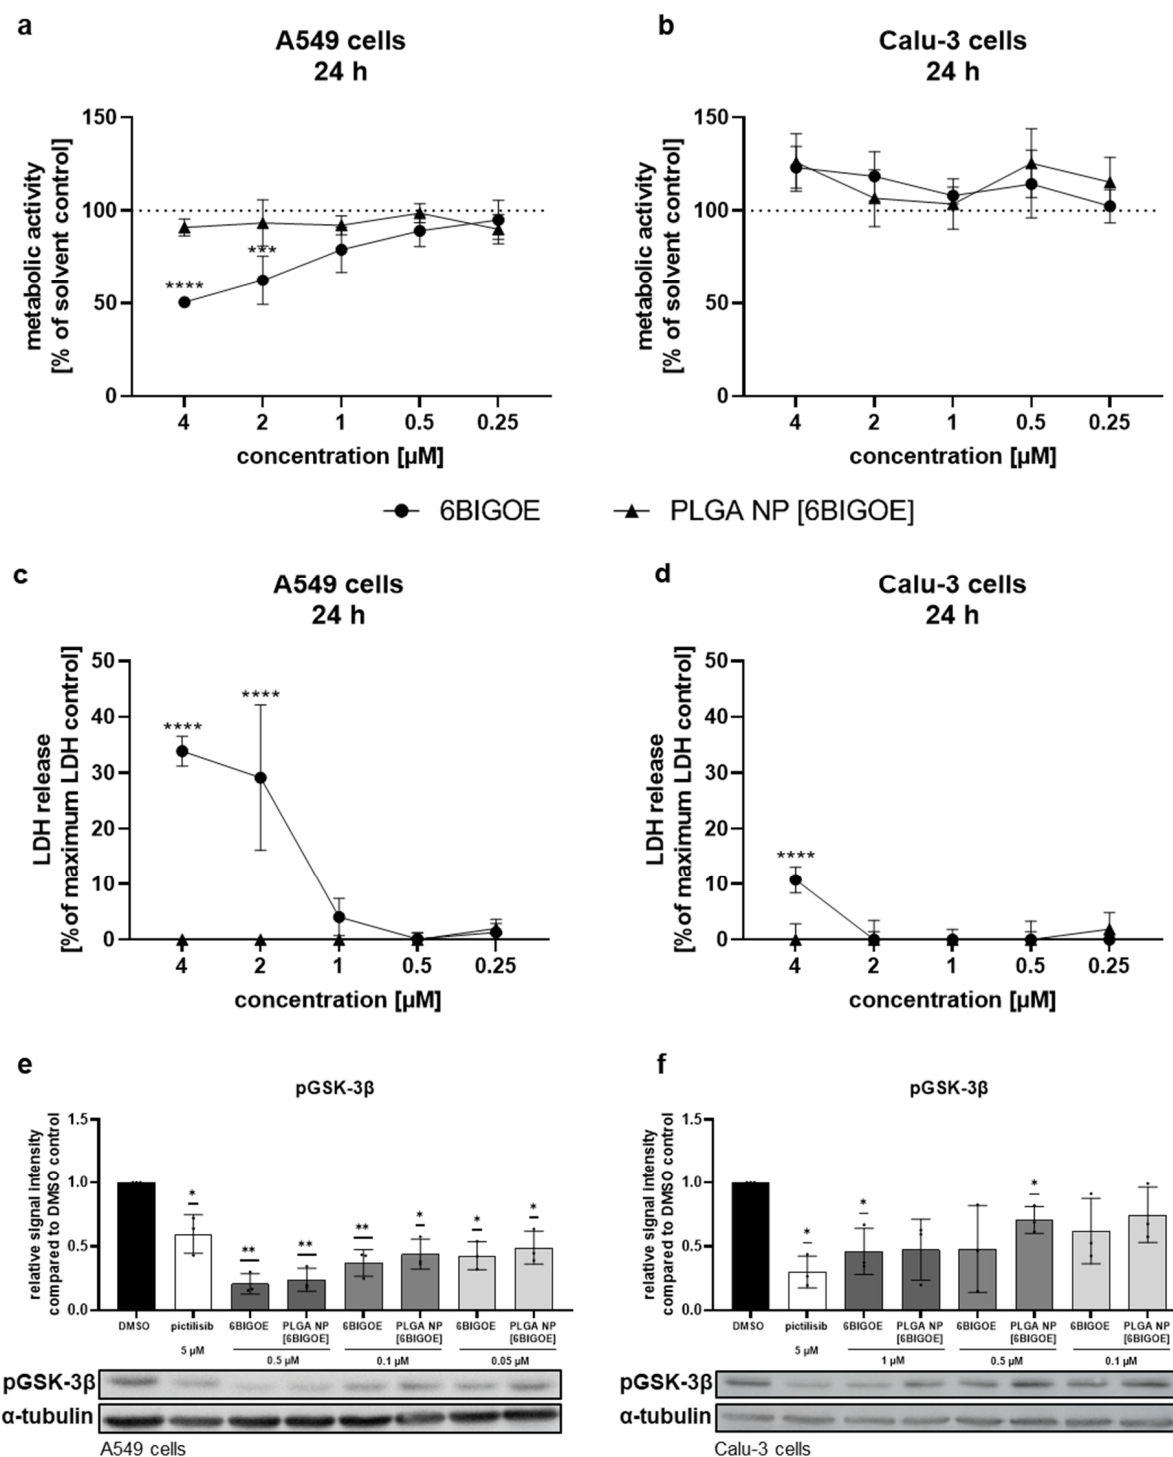 a
A549 cells
24 h
150
100
50
0
metabolic activity
[% of solvent control]
****
***
4 2 1 0.5 0.25
concentration [µM]
b
Calu-3 cells
24 h
150
100
50
0
metabolic activity
[% of solvent control]
4 2 1 0.5 0.25
concentration [µM]
6BIGOE PLGA NP [6BIGOE]
c
A549 cells
24 h
50
40
30
20
10
0
LDH release
[%of maximum LDH control]
****
****
4 2 1 0.5 0.25
concentration [µM]
d
Calu-3 cells
24 h
50
40
30
20
10
0
LDH release
[%of maximum LDH control]
****
4 2 1 0.5 0.25
concentration [µM]
e
pGSK-3β
1.5
1.0
0.5
0.0
relative signal intensity
compared to DMSO control
* ** ** ** * * *
DMSO pictilisib 6BIGOE PLGA NP 6BIGOE PLGA NP 6BIGOE PLGA NP
[6BIGOE] [6BIGOE] [6BIGOE]
5 µM 0.5 µM 0.1 µM 0.05 µM
pGSK-3β
α-tubulin
A549 cells
f
pGSK-3β
1.5
1.0
0.5
0.0
relative signal intensity
compared to DMSO control
* * *
DMSO pictilisib 6BIGOE PLGA NP 6BIGOE PLGA NP 6BIGOE PLGA NP
[6BIGOE] [6BIGOE] [6BIGOE]
5 µM 1 µM 0.5 µM 0.1 µM
pGSK-3β
α-tubulin
Calu-3 cells